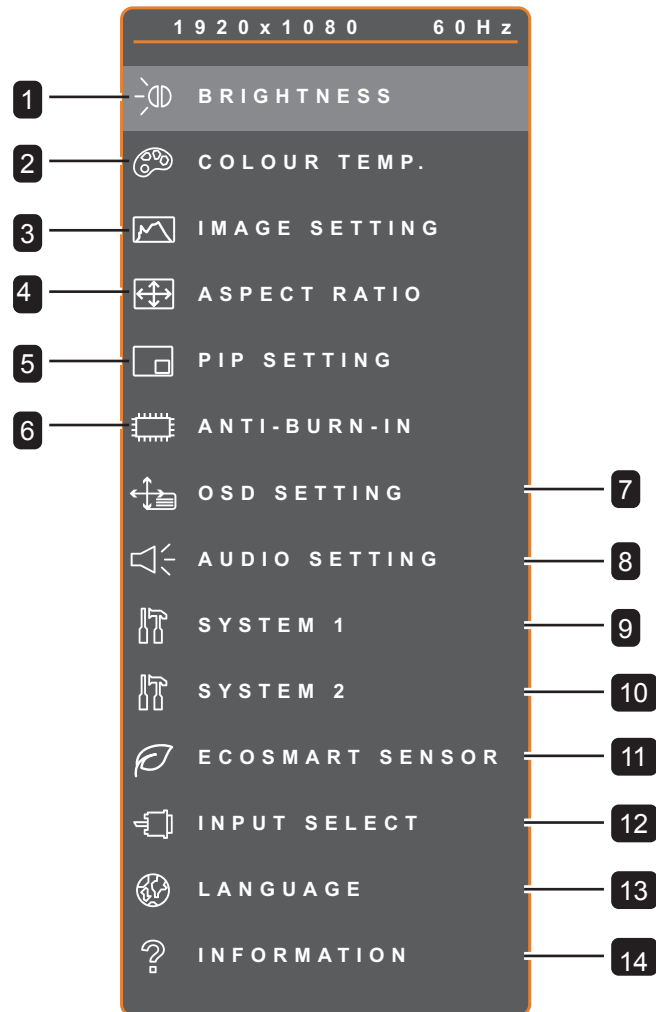 1920x1080 60Hz
1 BRIGHTNESS
2 COLOUR TEMP.
3 IMAGE SETTING
4 ASPECT RATIO
5 PIP SETTING
6 ANTI-BURN-IN
OSD SETTING 7
AUDIO SETTING 8
SYSTEM 1 9
SYSTEM 2 10
ECOSMART SENSOR 11
INPUT SELECT 12
LANGUAGE 13
INFORMATION 14